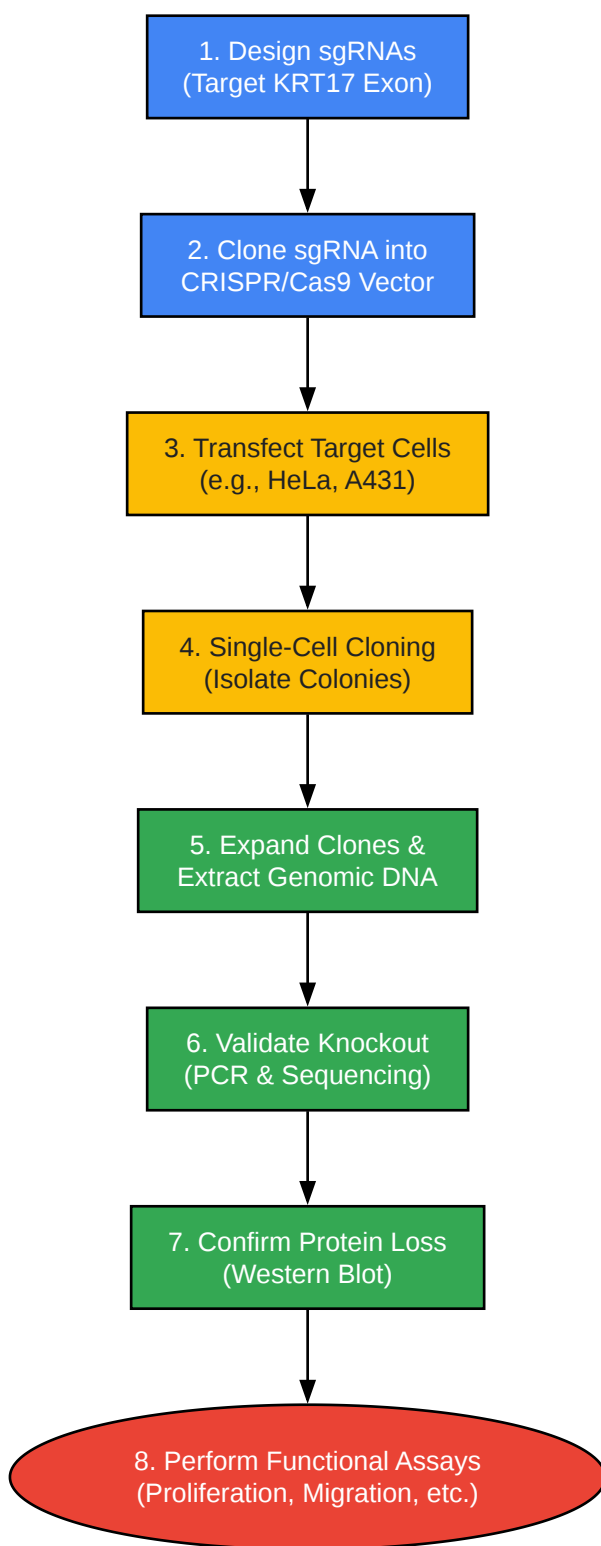 1. Design sgRNAs
(Target KRT17 Exon)
2. Clone sgRNA into
CRISPR/Cas9 Vector
3. Transfect Target Cells
(e.g., HeLa, A431)
4. Single-Cell Cloning
(Isolate Colonies)
5. Expand Clones &
Extract Genomic DNA
6. Validate Knockout
(PCR & Sequencing)
7. Confirm Protein Loss
(Western Blot)
8. Perform Functional Assays
(Proliferation, Migration, etc.)